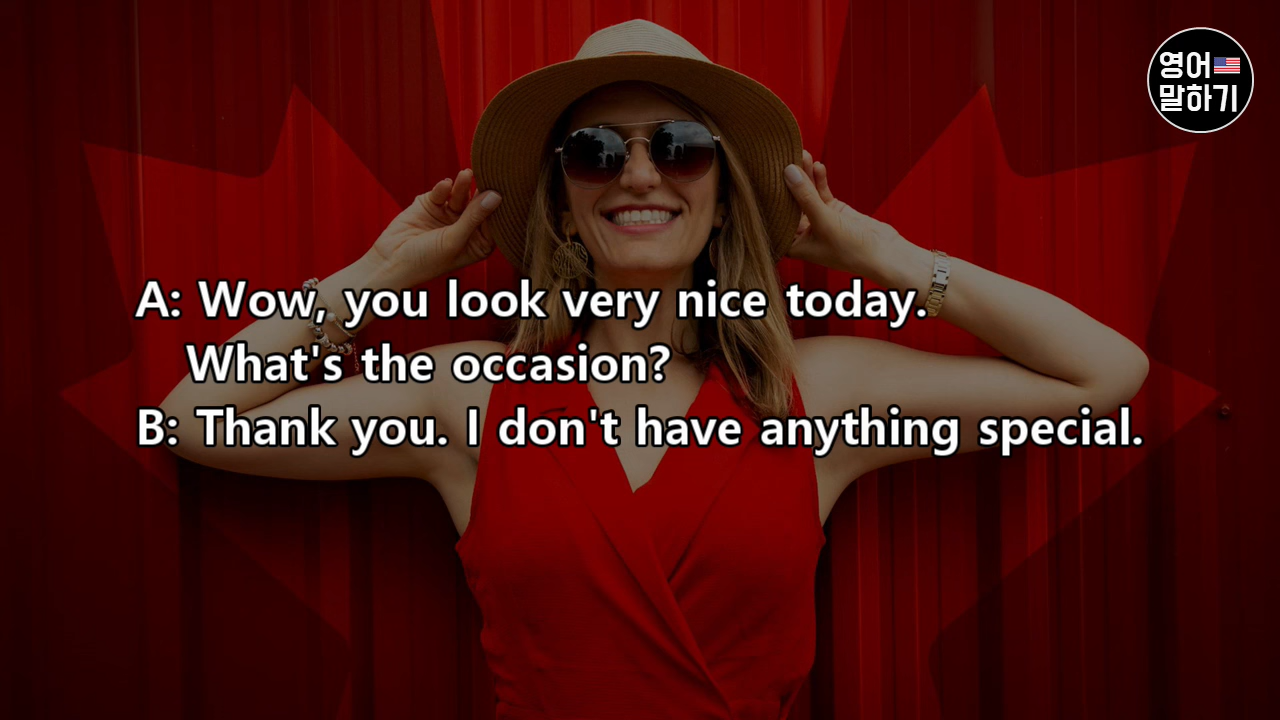 영어
말하기
A: Wow, you look very nice today.
What's the occasion?
B: Thank you. I don't have anything special.